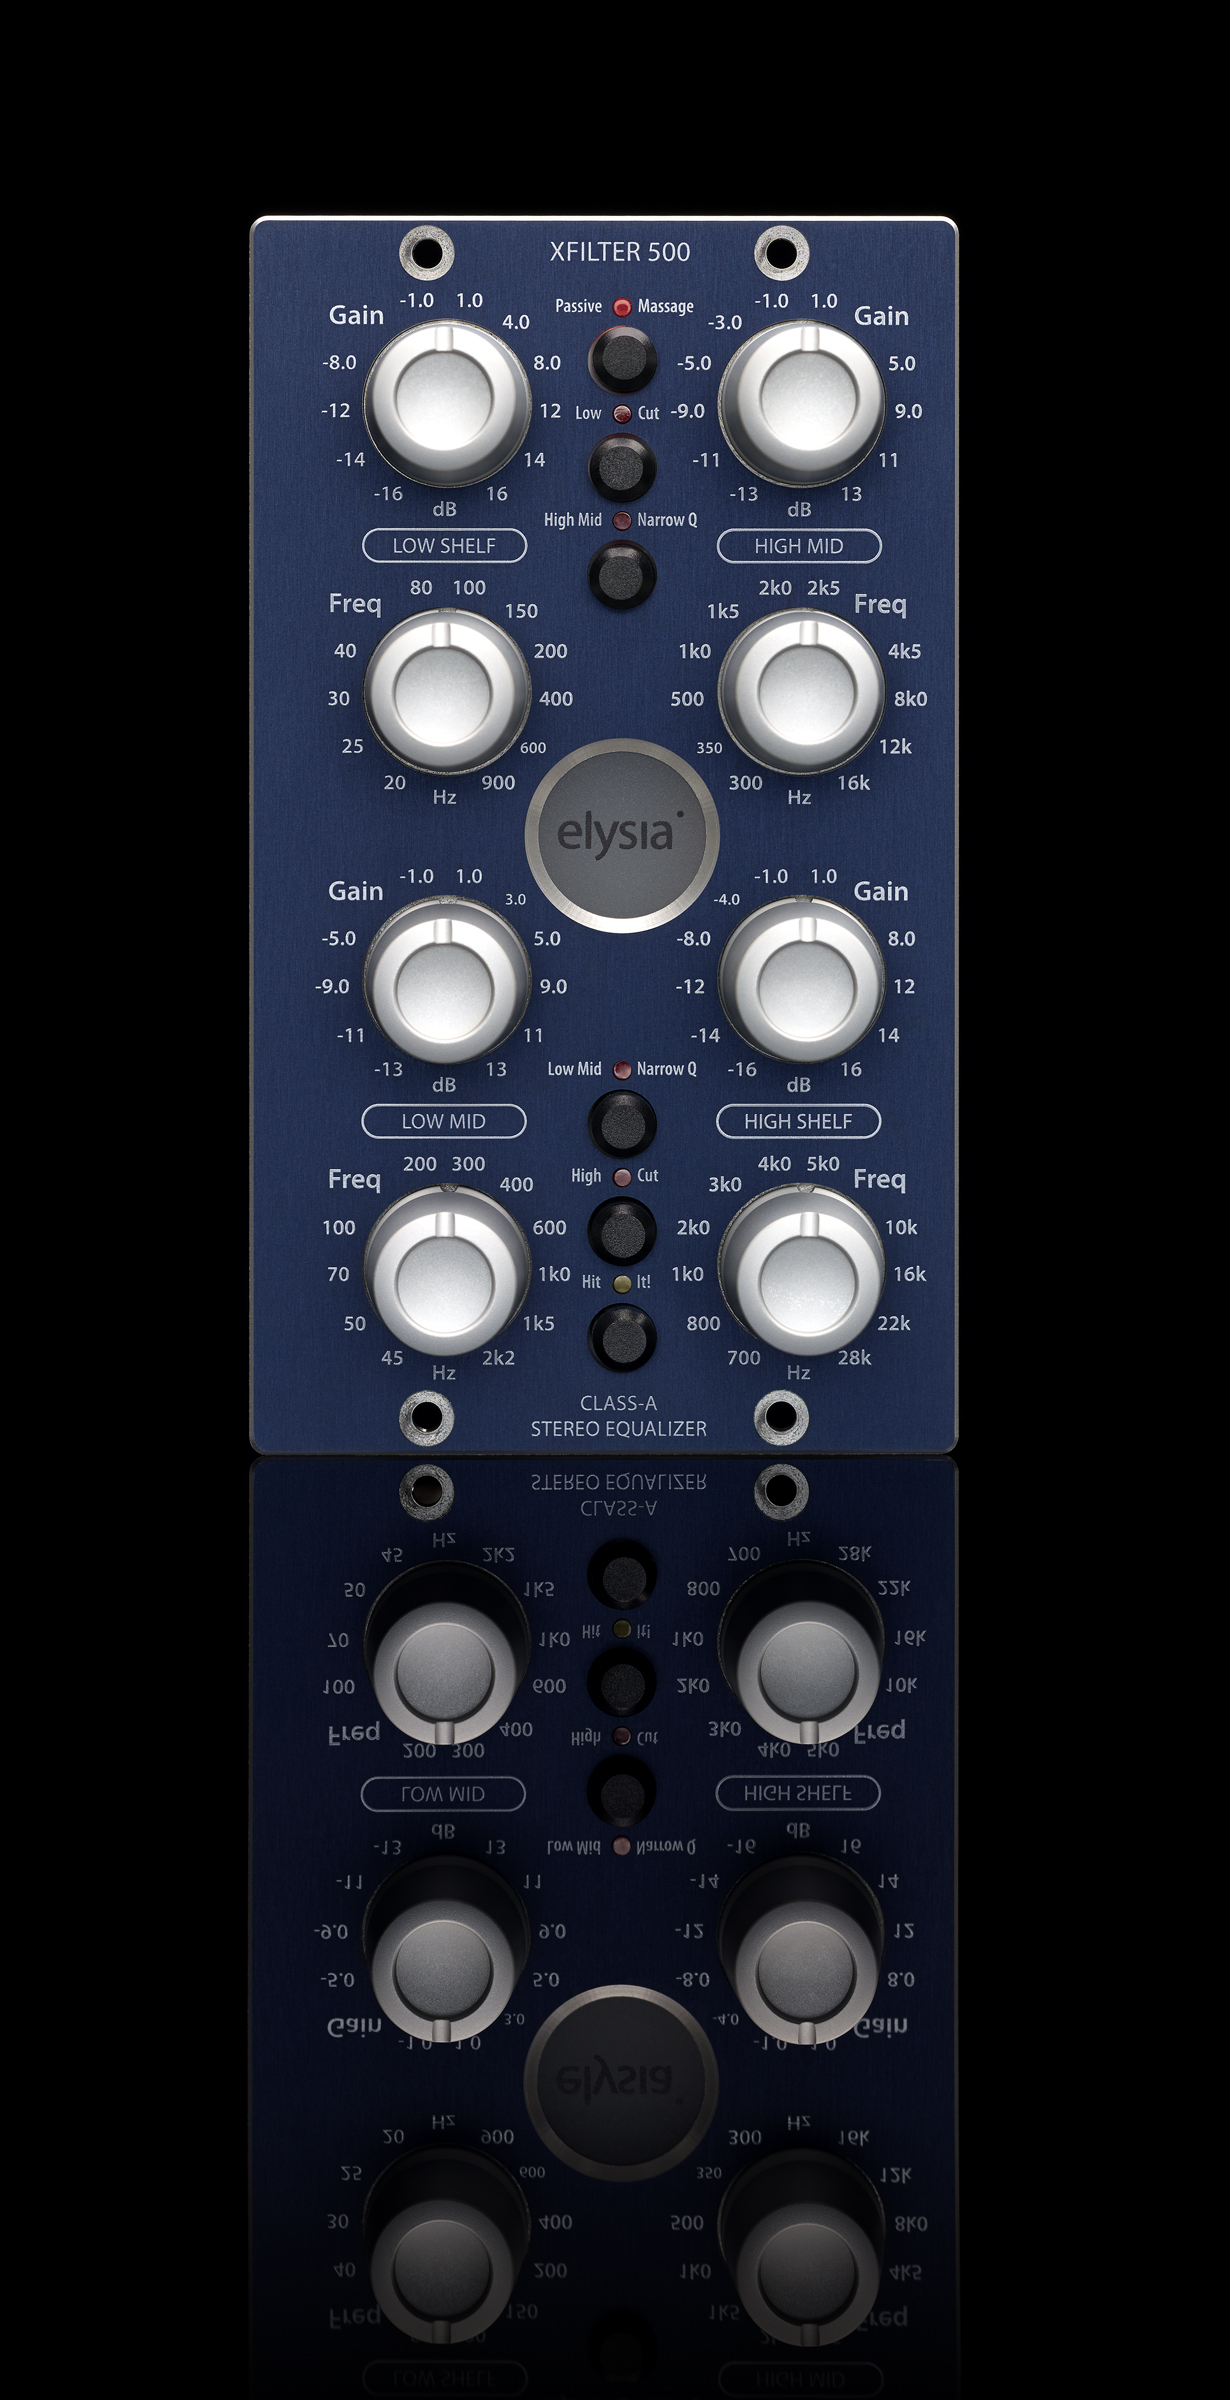 XFILTER 500
Gain
-1.0 1.0
4.0
-8.0 8.0
-12 12
-14 14
-16 16
dB
LOW SHELF
Passive Massage
Low Cut
High Mid Narrow Q
Gain
-1.0 1.0
-3.0
-5.0 5.0
-9.0 9.0
-11 11
-13 13
dB
HIGH MID
Freq
80 100
150
40 200
30 400
25 600
20 900
Hz
Freq
2k0 2k5
1k5
1k0 4k5
500 8k0
350 12k
300 16k
Hz
elysia
Gain
-1.0 1.0
3.0
-5.0 5.0
-9.0 9.0
-11 11
-13 13
dB
LOW MID
Gain
-1.0 1.0
-4.0
-8.0 8.0
-12 12
-14 14
-16 16
dB
HIGH SHELF
Low Mid Narrow Q
High Cut
Hit It!
Freq
200 300
400
100 600
70 1k0
50 1k5
45 2k2
Hz
Freq
4k0 5k0
3k0
2k0 10k
1k0 16k
800 22k
700 28k
Hz
CLASS-A
STEREO EQUALIZER